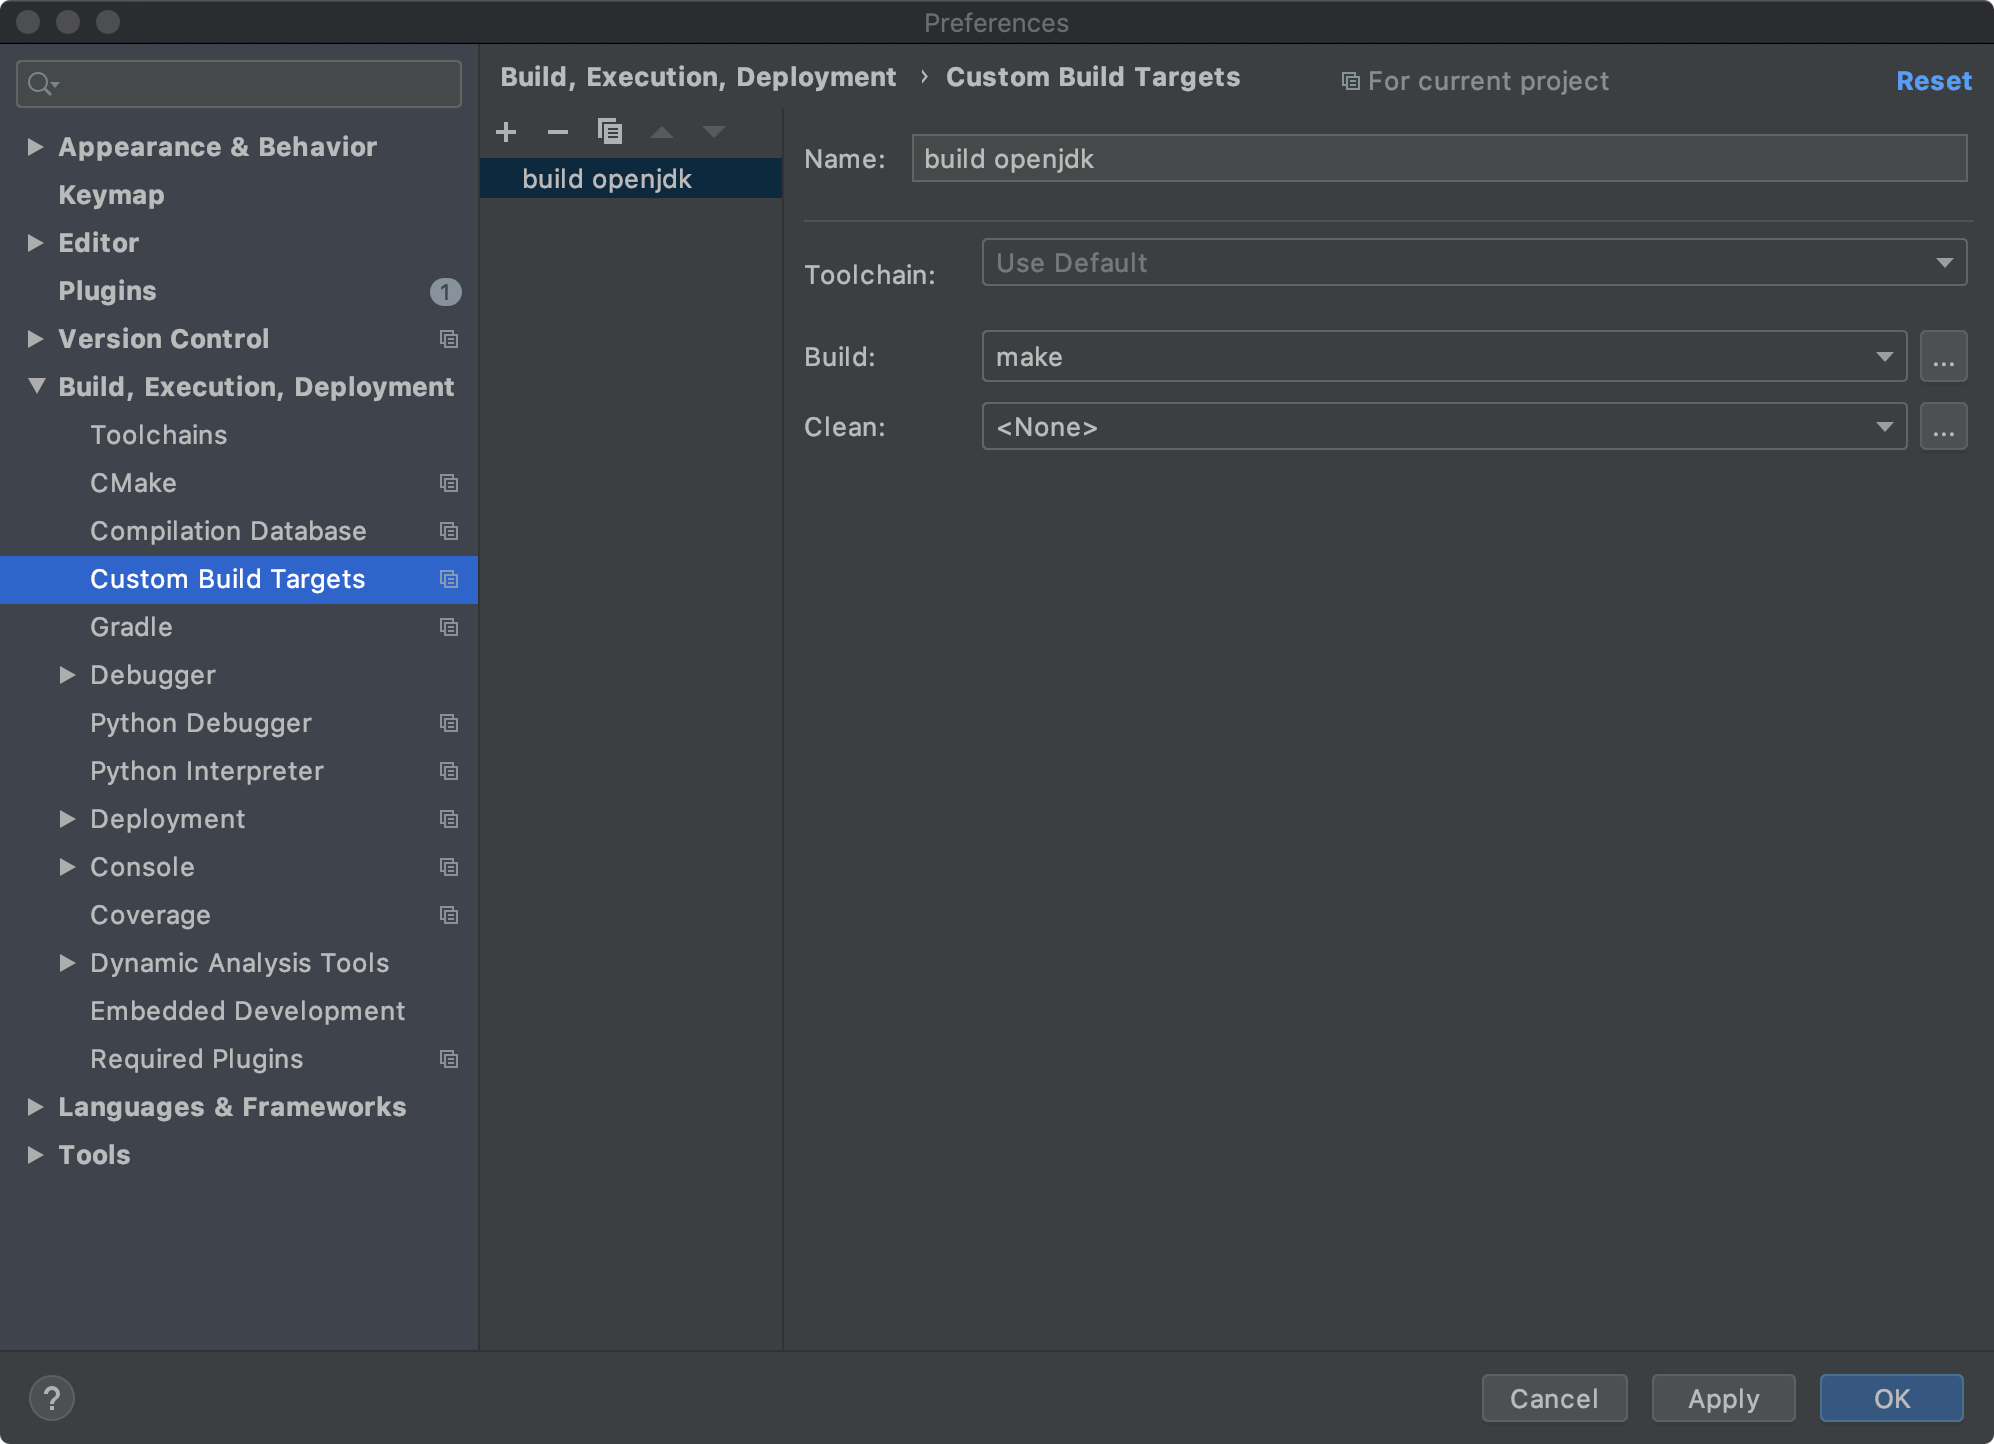 Preferences
Build, Execution, Deployment › Custom Build Targets
For current project
Reset
Appearance & Behavior
Keymap
Editor
Plugins 1
Version Control
Build, Execution, Deployment
Toolchains
CMake
Compilation Database
Custom Build Targets
Gradle
Debugger
Python Debugger
Python Interpreter
Deployment
Console
Coverage
Dynamic Analysis Tools
Embedded Development
Required Plugins
Languages & Frameworks
Tools
build openjdk
Name: build openjdk
Toolchain: Use Default
Build: make ...
Clean: <None> ...
?
Cancel
Apply
OK